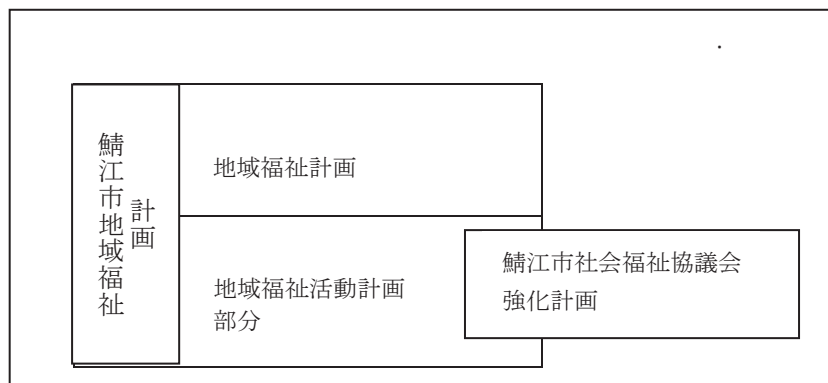 鯖江市地域福祉
計画
地域福祉計画
地域福祉活動計画
部分
鯖江市社会福祉協議会
強化計画